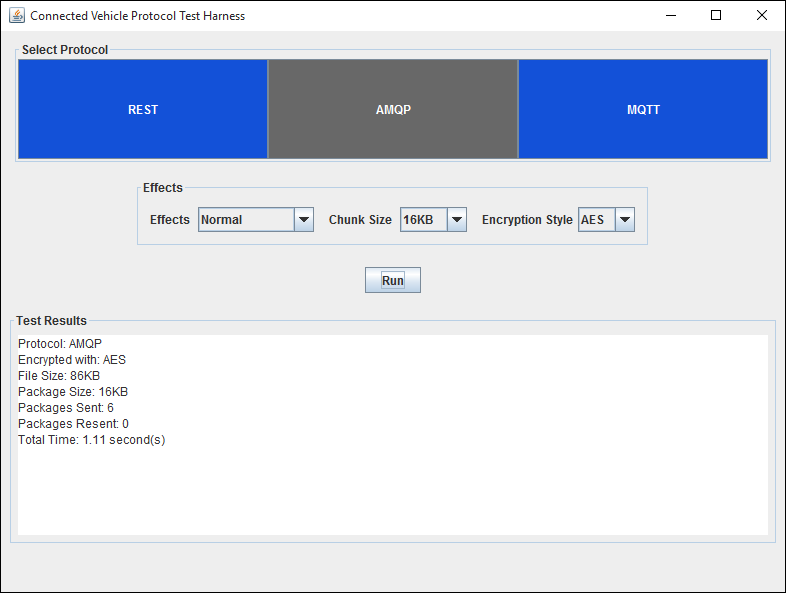 Connected Vehicle Protocol Test Harness
Select Protocol
REST AMQP MQTT
Effects
Effects Normal Chunk Size 16KB Encryption Style AES
Run
Test Results
Protocol: AMQP
Encrypted with: AES
File Size: 86KB
Package Size: 16KB
Packages Sent: 6
Packages Resent: 0
Total Time: 1.11 second(s)